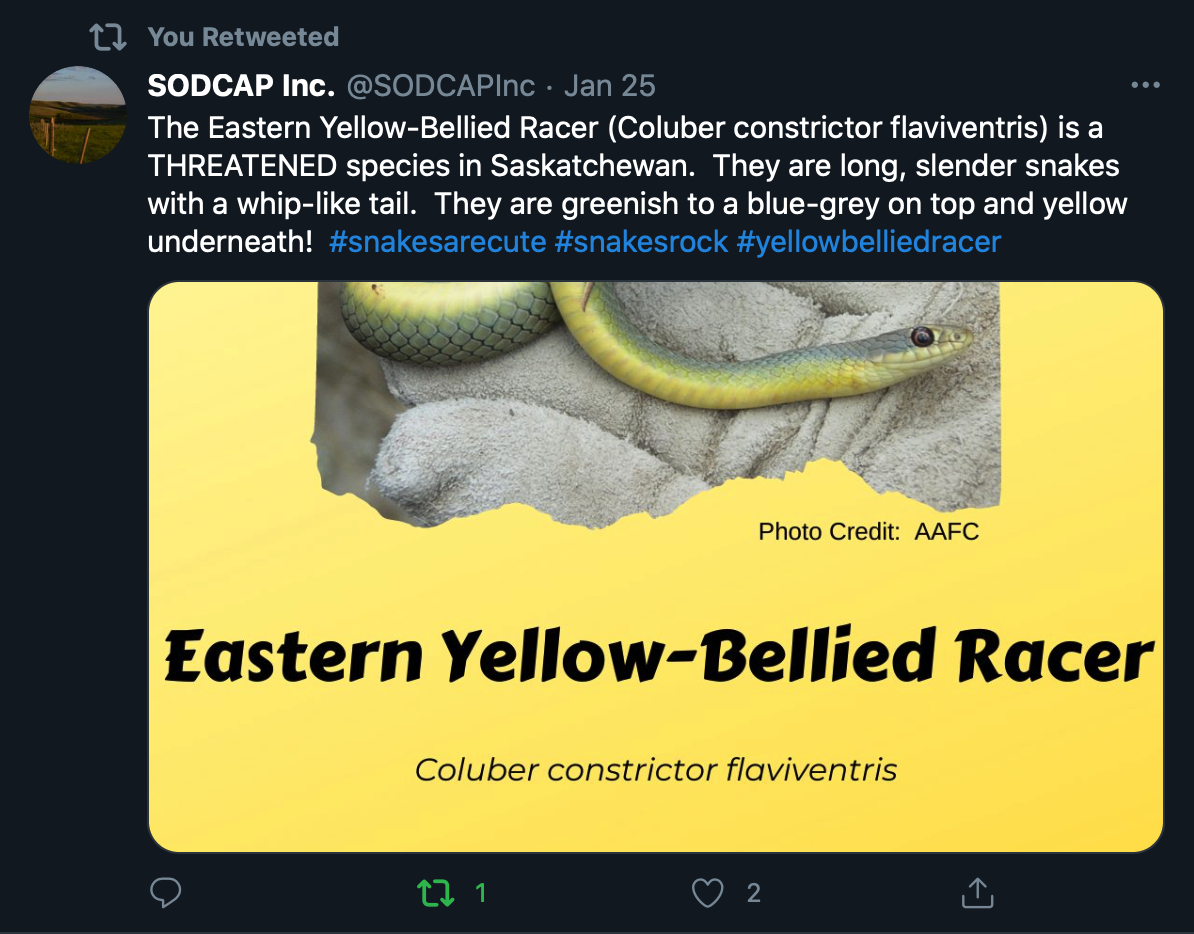 You Retweeted
SODCAP Inc. @SODCAPInc · Jan 25
The Eastern Yellow-Bellied Racer (Coluber constrictor flaviventris) is a
THREATENED species in Saskatchewan.  They are long, slender snakes
with a whip-like tail.  They are greenish to a blue-grey on top and yellow
underneath!  #snakesarecute #snakesrock #yellowbelliedracer
Photo Credit:  AAFC
Eastern Yellow-Bellied Racer
Coluber constrictor flaviventris
1
2